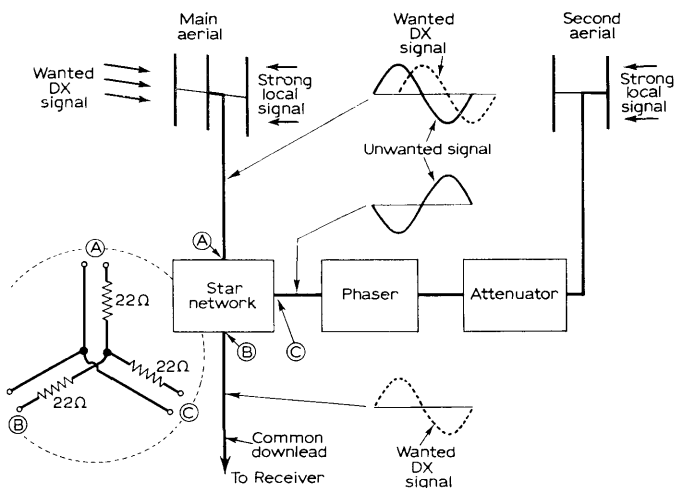 Main
aerial
Wanted
DX
signal
Second
aerial
Wanted
DX
signal
Strong
local
signal
Strong
local
signal
Unwanted signal
A
Star
network
Phaser
Attenuator
B
C
A
22Ω
22Ω
22Ω
B
C
Common
downlead
To Receiver
Wanted
DX
signal